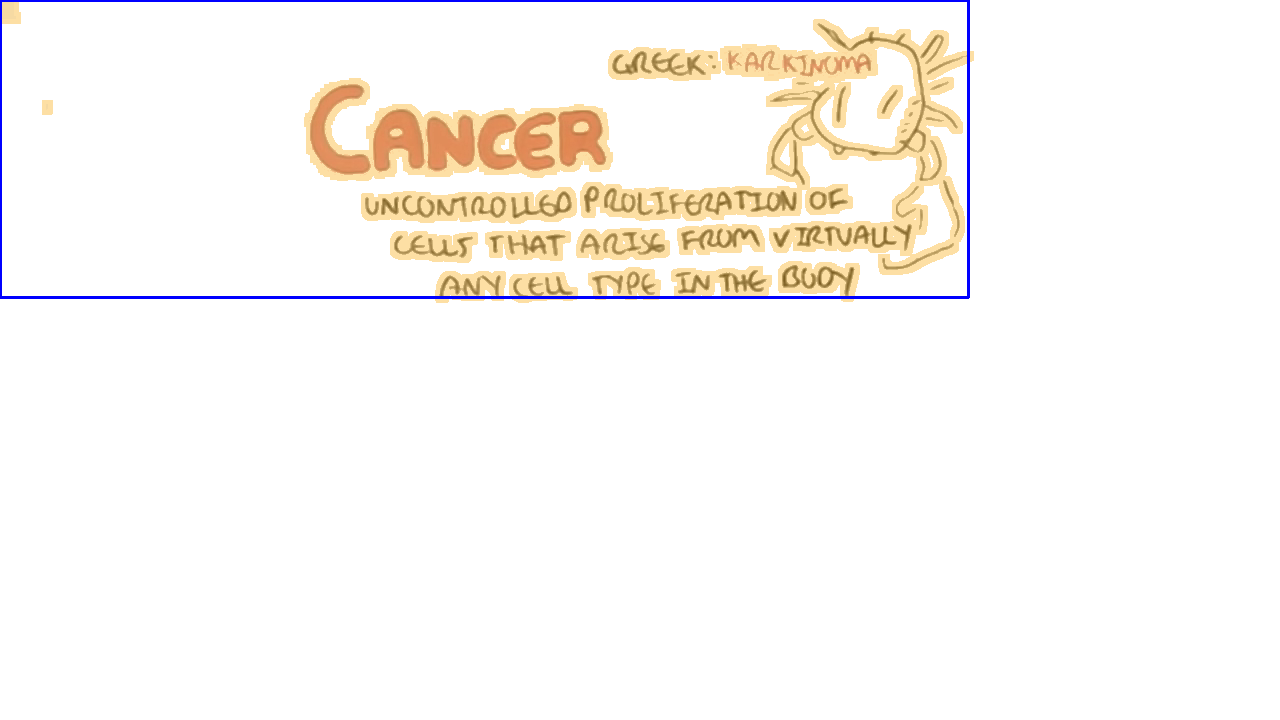 GREEK: KARKINOMA
CANCER
UNCONTROLLED PROLIFERATION OF
CELLS THAT ARISE FROM VIRTUALLY
ANY CELL TYPE IN THE BODY